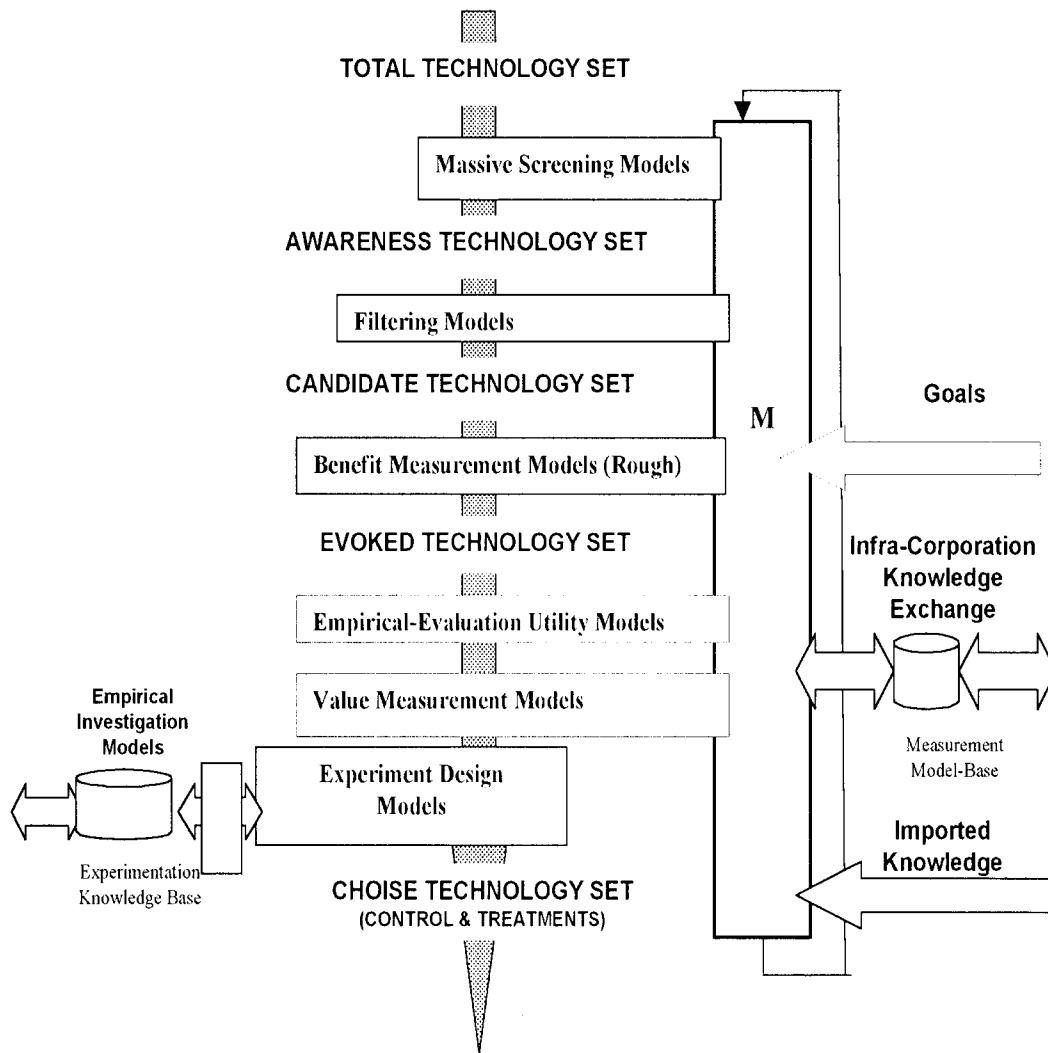 TOTAL TECHNOLOGY SET
Massive Screening Models
AWARENESS TECHNOLOGY SET
Filtering Models
CANDIDATE TECHNOLOGY SET
M
Goals
Benefit Measurement Models (Rough)
EVOKED TECHNOLOGY SET
Infra-Corporation
Knowledge
Exchange
Empirical-Evaluation Utility Models
Value Measurement Models
Empirical
Investigation
Models
Measurement
Model-Base
Experiment Design
Models
Imported
Knowledge
Experimentation
Knowledge Base
CHOISE TECHNOLOGY SET
(CONTROL & TREATMENTS)